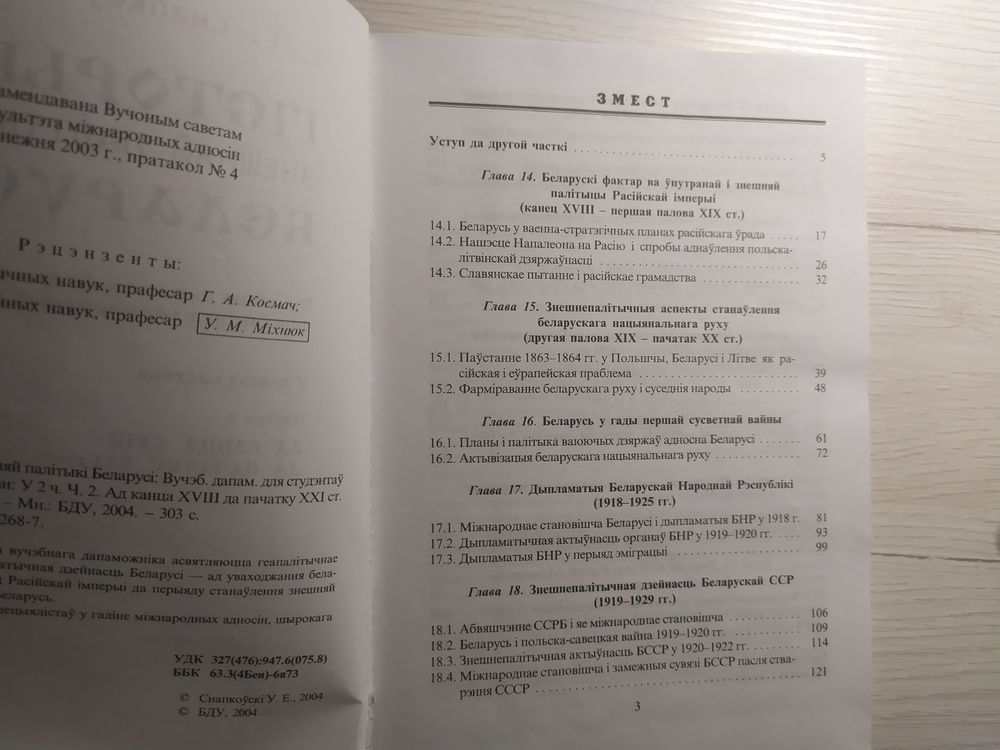 амендавана Вучоным саветам
ультэта міжнародных адносін
нежня 2003 г., пратакол № 4
Рэцэнзенты:
ічных навук, прафесар Г. А. Космач;
чных навук, прафесар У. М. Міхнюк
няй палітыкі Беларусі: Вучэб. дапам. для студэнтаў
ін: У 2 ч. Ч. 2. Ад канца XVIII да пачатку XXI ст.
– Мн.: БДУ, 2004. – 303 с.
268-7.
вучэбнага дапаможніка асвятляюцца геапалітычнае
атычная дзейнасць Беларусі — ад уваходжання бела-
Расійскай імперыі да перыяду станаўлення знешняй
еларусь.
пецыялістаў у галіне міжнародных адносін, шырокага
УДК 327(476):947.6(075.8)
ББК 63.3(4Беи)-6я73
© Снапкоўскі У. Е., 2004
© БДУ, 2004
ЗМЕСТ
Уступ да другой часткі . . . . . . . . . . . . . . . . . . . . 5
Глава 14. Беларускі фактар ва ўнутранай і знешняй
палітыцы Расійскай імперыі
(канец XVIII – першая палова XIX ст.)
14.1. Беларусь у ваенна-стратэгічных планах расійскага ўрада . . . . . 17
14.2. Нашэсце Напалеона на Расію і спробы аднаўлення польска-
літвінскай дзяржаўнасці . . . . . . . . . . . . . . . . . . . . 26
14.3. Славянскае пытанне і расійскае грамадства . . . . . . . . . . . . 32
Глава 15. Знешнепалітычныя аспекты станаўлення
беларускага нацыянальнага руху
(другая палова XIX – пачатак XX ст.)
15.1. Паўстанне 1863–1864 гг. у Польшчы, Беларусі і Літве як ра-
сійская і еўрапейская праблема . . . . . . . . . . . . . . . . 39
15.2. Фарміраванне беларускага руху і суседнія народы . . . . . . . . 48
Глава 16. Беларусь у гады першай сусветнай вайны
16.1. Планы і палітыка ваюючых дзяржаў адносна Беларусі . . . . . . 61
16.2. Актывізацыя беларускага нацыянальнага руху . . . . . . . . . . 72
Глава 17. Дыпламатыя Беларускай Народнай Рэспублікі
(1918–1925 гг.)
17.1. Міжнароднае становішча Беларусі і дыпламатыя БНР у 1918 г. 81
17.2. Дыпламатычная актыўнасць органаў БНР у 1919–1920 гг. . . . . 93
17.3. Дыпламатыя БНР у перыяд эміграцыі . . . . . . . . . . . . . . 99
Глава 18. Знешнепалітычная дзейнасць Беларускай ССР
(1919–1929 гг.)
18.1. Абвяшчэнне ССРБ і яе міжнароднае становішча . . . . . . . . . 106
18.2. Беларусь і польска-савецкая вайна 1919–1920 гг. . . . . . . . . . 109
18.3. Знешнепалітычная актыўнасць БССР у 1920–1922 гг. . . . . . . . 114
18.4. Міжнароднае становішча і замежныя сувязі БССР пасля ства-
рэння СССР . . . . . . . . . . . . . . . . . . . . . . . . 121
3